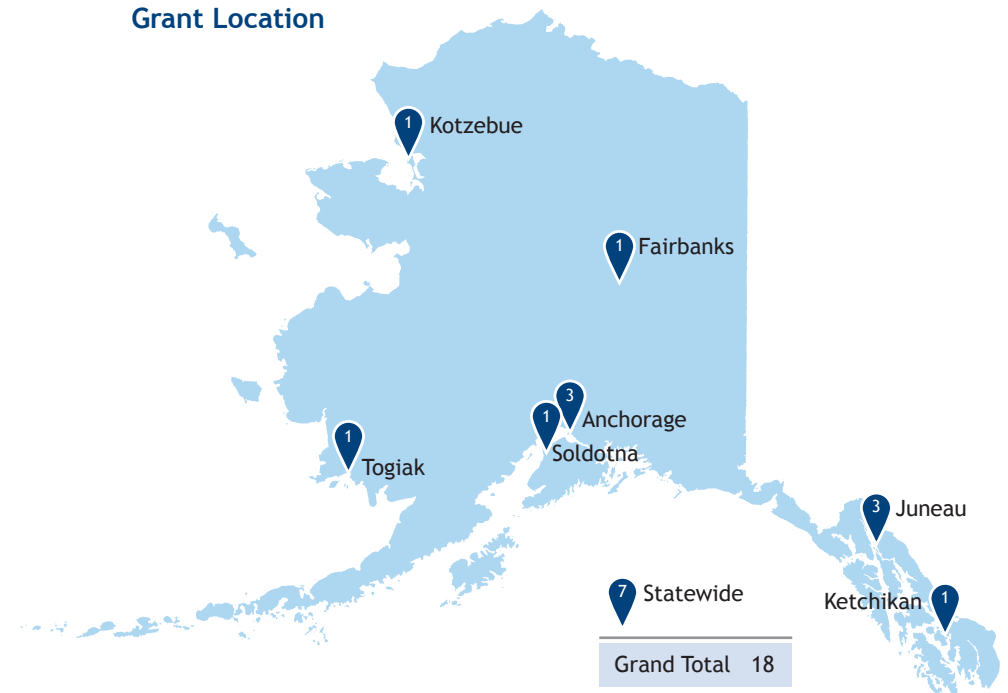 Grant Location
1 Kotzebue
1 Fairbanks
3 Anchorage
1 Soldotna
1 Togiak
3 Juneau
7 Statewide
Ketchikan 1
Grand Total 18